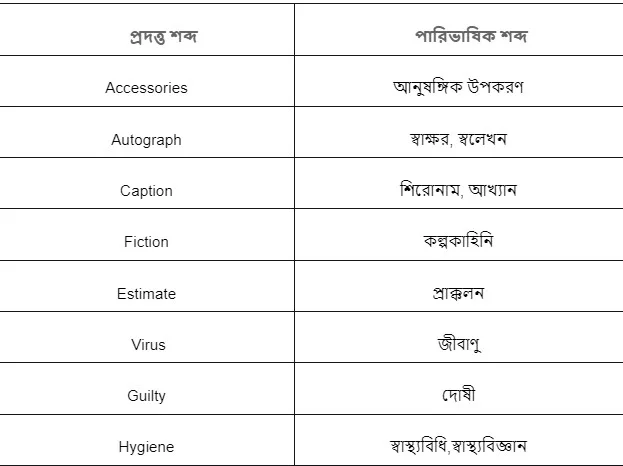 প্রদত্ত শব্দ পারিভাষিক শব্দ
Accessories আনুষঙ্গিক উপকরণ
Autograph স্বাক্ষর, স্বলেখন
Caption শিরোনাম, আখ্যান
Fiction কল্পকাহিনি
Estimate প্রাক্কলন
Virus জীবাণু
Guilty দোষী
Hygiene স্বাস্থ্যবিধি,স্বাস্থ্যবিজ্ঞান